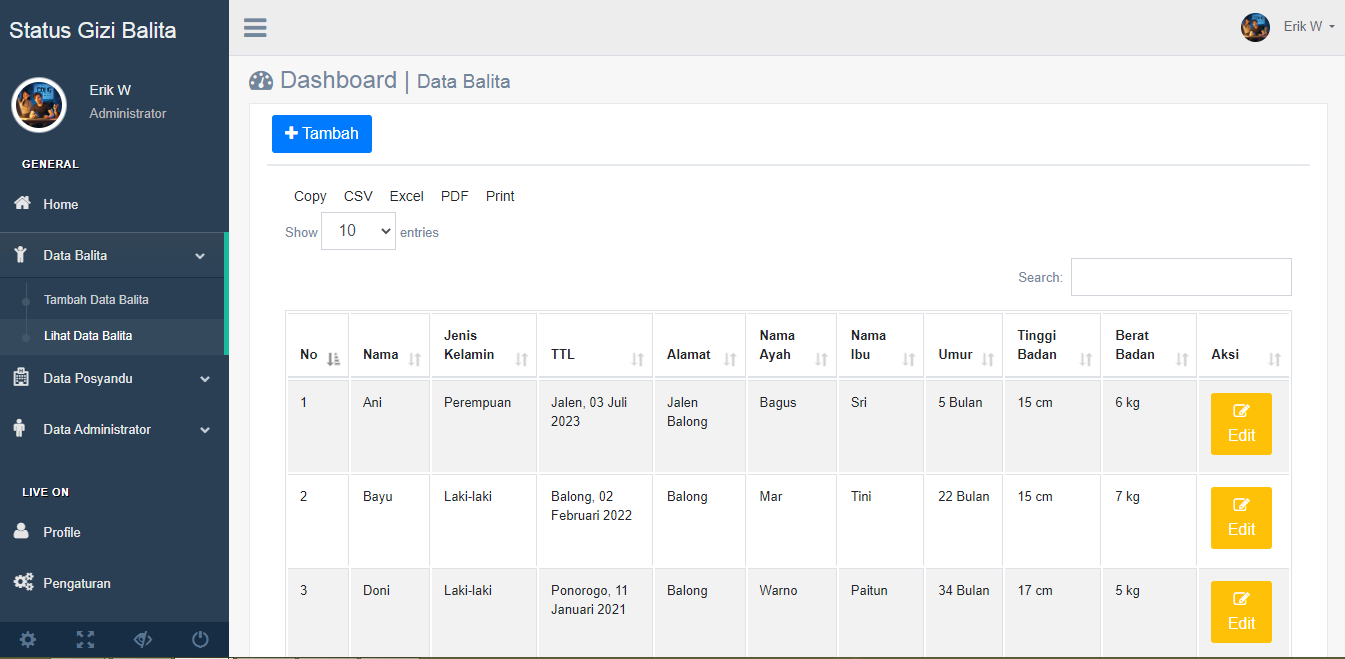 Status Gizi Balita
Erik W
Erik W
Administrator
Dashboard | Data Balita
Tambah
GENERAL
Home
Data Balita
Tambah Data Balita
Lihat Data Balita
Data Posyandu
Data Administrator
LIVE ON
Profile
Pengaturan
Copy CSV Excel PDF Print
Show 10 entries
Search:
No Nama Jenis Kelamin TTL Alamat Nama Ayah Nama Ibu Umur Tinggi Badan Berat Badan Aksi
1 Ani Perempuan Jalen, 03 Juli 2023 Jalen Balong Bagus Sri 5 Bulan 15 cm 6 kg Edit
2 Bayu Laki-laki Balong, 02 Februari 2022 Balong Mar Tini 22 Bulan 15 cm 7 kg Edit
3 Doni Laki-laki Ponorogo, 11 Januari 2021 Balong Warno Paitun 34 Bulan 17 cm 5 kg Edit